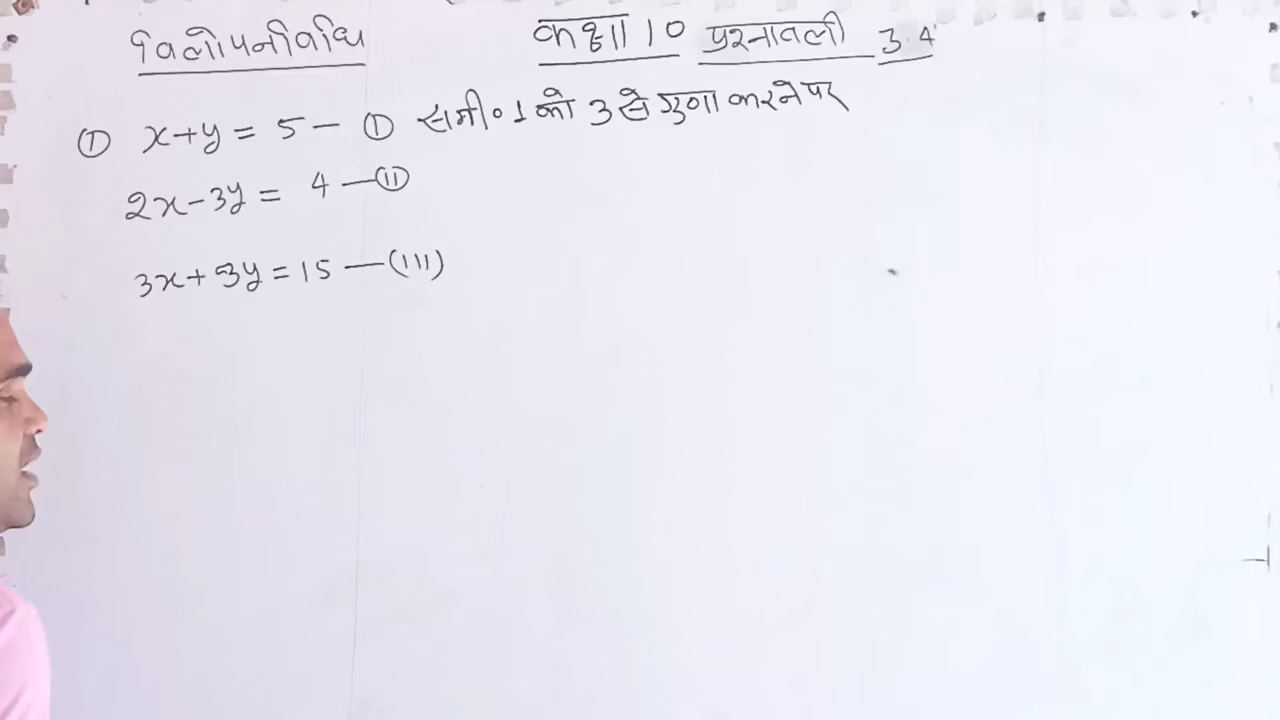 विलोपनविधि कक्षा 10 प्रश्नावली 3.4
① x+y = 5 — ① समी० 1 को 3 से गुणा करने पर
2x-3y = 4 — ⑪
3x+3y = 15 — (111)